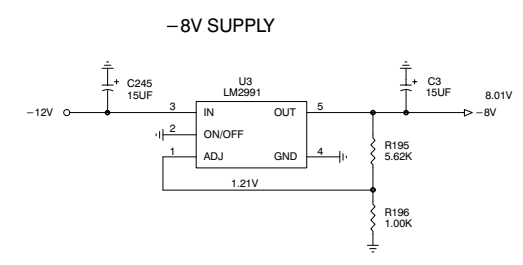 −8V SUPPLY
C245
15UF
U3
LM2991
C3
15UF
8.01V
−12V
3
IN
OUT
5
−8V
2
ON/OFF
1
ADJ
GND
4
R195
5.62K
1.21V
R196
1.00K
+
+